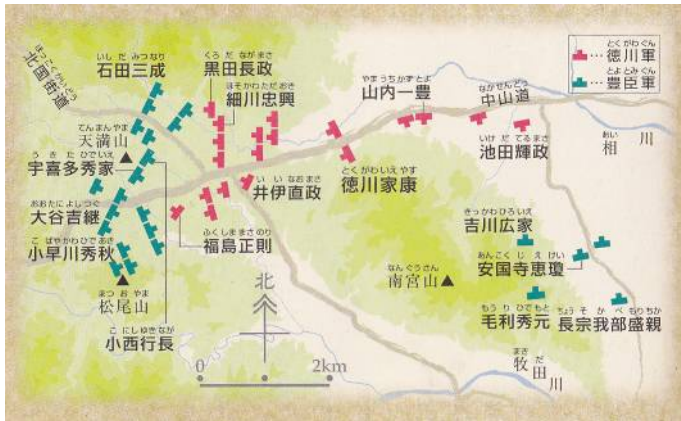 ほっこくかいどう
北国街道
いしだみつなり
石田三成
くろだながまさ
黒田長政
ほそかわただおき
細川忠興
やまうちかずとよ
山内一豊
なかせんどう
中山道
とくがわぐん
…徳川軍
とよとみぐん
…豊臣軍
あい
相川
いけだてるまさ
池田輝政
てんまんやま
天満山
うきたひでいえ
宇喜多秀家
おおたによしつぐ
大谷吉継
こばやかわひであき
小早川秀秋
いいなおまさ
井伊直政
とくがわいえやす
徳川家康
ふくしままさのり
福島正則
きっかわひろいえ
吉川広家
あんこくじえけい
安国寺恵瓊
なんぐうさん
南宮山
まつおやま
松尾山
もうりひでもと
毛利秀元
ちょうそかべもりちか
長宗我部盛親
こにしゆきなが
小西行長
北
0 2km
まきだ
牧田川